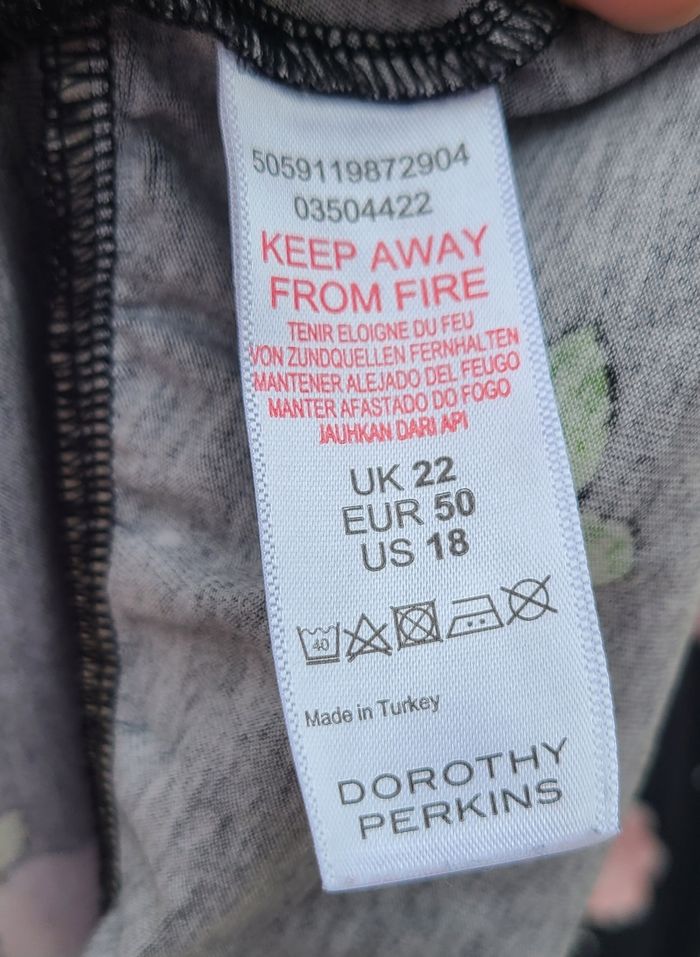 5059119872904
03504422
KEEP AWAY
FROM FIRE
TENIR ELOIGNE DU FEU
VON ZUNDQUELLEN FERNHALTEN
MANTENER ALEJADO DEL FEUGO
MANTER AFASTADO DO FOGO
JAUHKAN DARI API
UK 22
EUR 50
US 18
40
Made in Turkey
DOROTHY
PERKINS